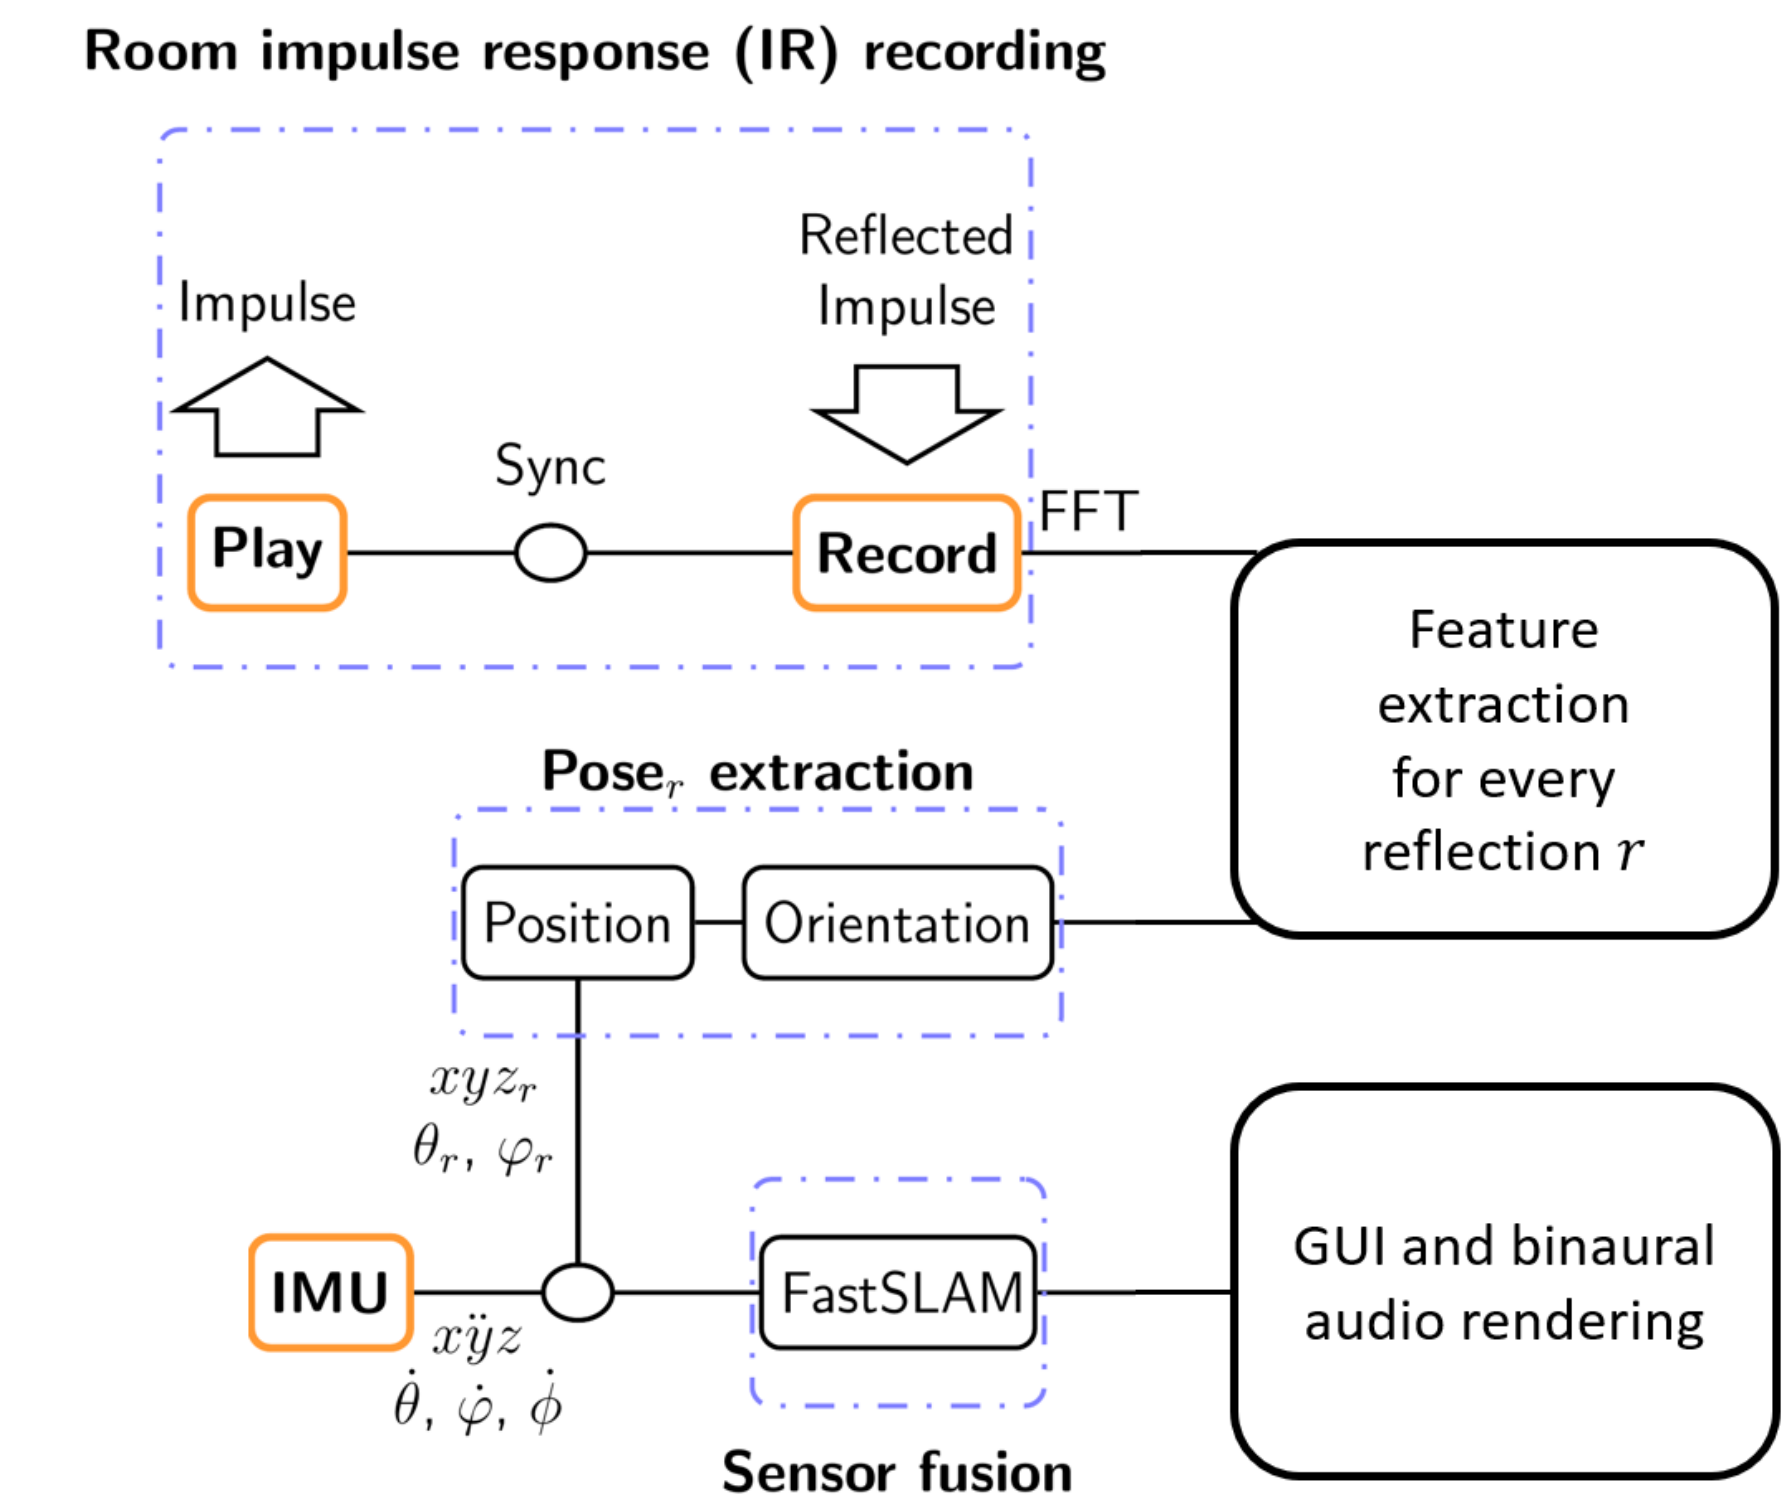 Room impulse response (IR) recording
Impulse
Reflected
Impulse
Sync
Play
Record
FFT
Feature
extraction
for every
reflection r
Pose_r extraction
Position
Orientation
xyz_r
θ_r, φ_r
IMU
xÿz
θ̇, φ̇, ϕ̇
FastSLAM
GUI and binaural
audio rendering
Sensor fusion